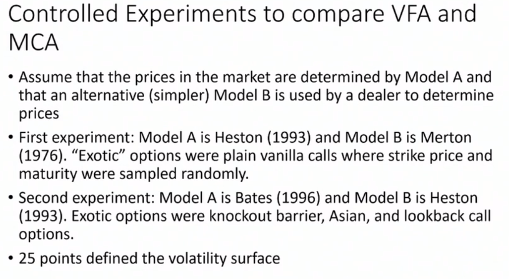 Controlled Experiments to compare VFA and
MCA
• Assume that the prices in the market are determined by Model A and
that an alternative (simpler) Model B is used by a dealer to determine
prices
• First experiment: Model A is Heston (1993) and Model B is Merton
(1976). “Exotic” options were plain vanilla calls where strike price and
maturity were sampled randomly.
• Second experiment: Model A is Bates (1996) and Model B is Heston
(1993). Exotic options were knockout barrier, Asian, and lookback call
options.
• 25 points defined the volatility surface